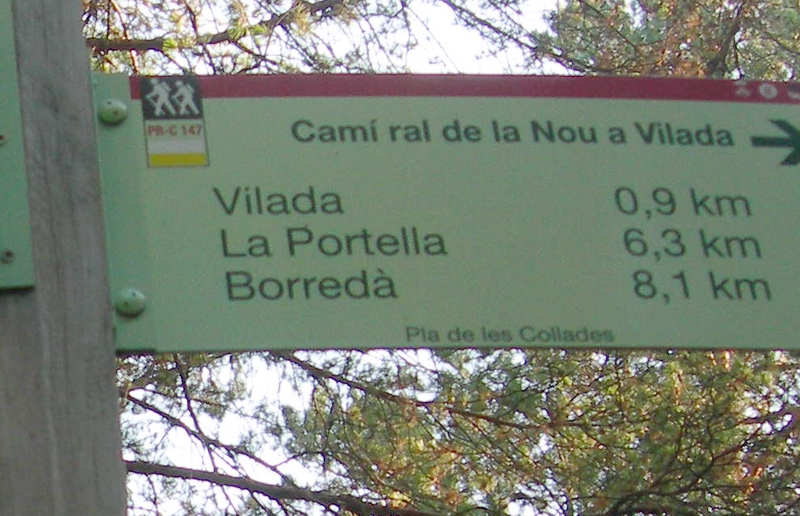 PR-C 147
Camí ral de la Nou a Vilada
Vilada 0,9 km
La Portella 6,3 km
Borredà 8,1 km
Pla de les Collades